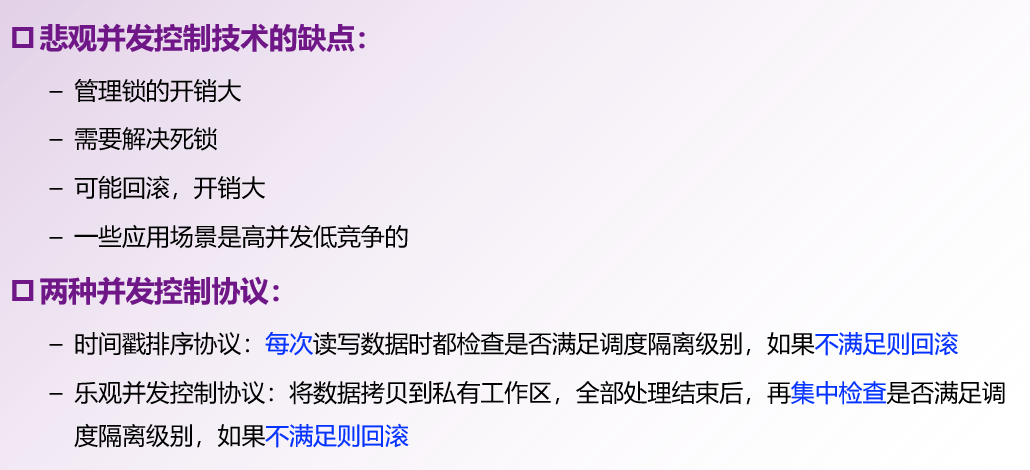 悲观并发控制技术的缺点：
– 管理锁的开销大
– 需要解决死锁
– 可能回滚，开销大
– 一些应用场景是高并发低竞争的
两种并发控制协议：
– 时间戳排序协议：每次读写数据时都检查是否满足调度隔离级别，如果不满足则回滚
– 乐观并发控制协议：将数据拷贝到私有工作区，全部处理结束后，再集中检查是否满足调
度隔离级别，如果不满足则回滚